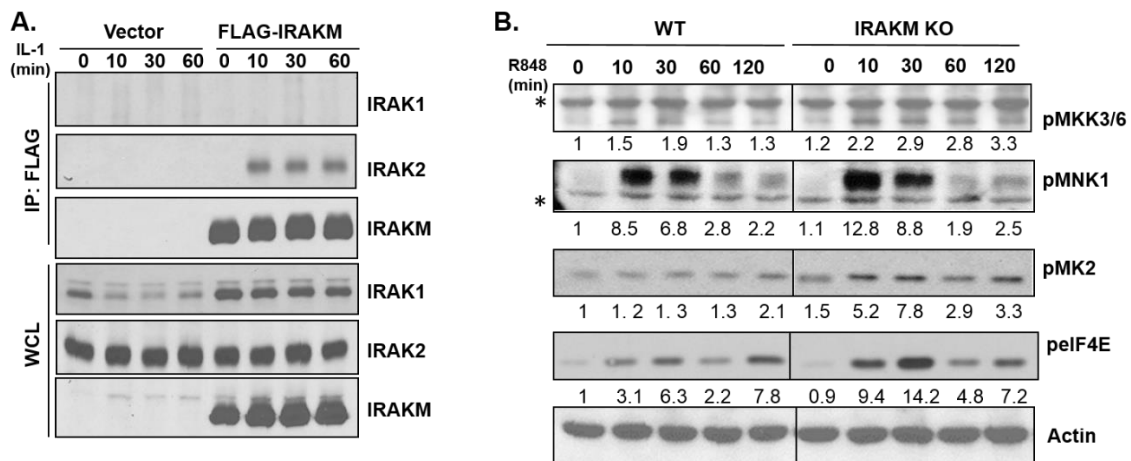 A.
Vector FLAG-IRAKM
IL-1 (min) 0 10 30 60 0 10 30 60
IP: FLAG
IRAK1
IRAK2
IRAKM
WCL
IRAK1
IRAK2
IRAKM
B.
WT IRAKM KO
R848 (min) 0 10 30 60 120 0 10 30 60 120
* pMKK3/6
1 1.5 1.9 1.3 1.3 1.2 2.2 2.9 2.8 3.3
pMNK1
*
1 8.5 6.8 2.8 2.2 1.1 12.8 8.8 1.9 2.5
pMK2
1 1. 2 1. 3 1.3 2.1 1.5 5.2 7.8 2.9 3.3
peIF4E
1 3.1 6.3 2.2 7.8 0.9 9.4 14.2 4.8 7.2
Actin